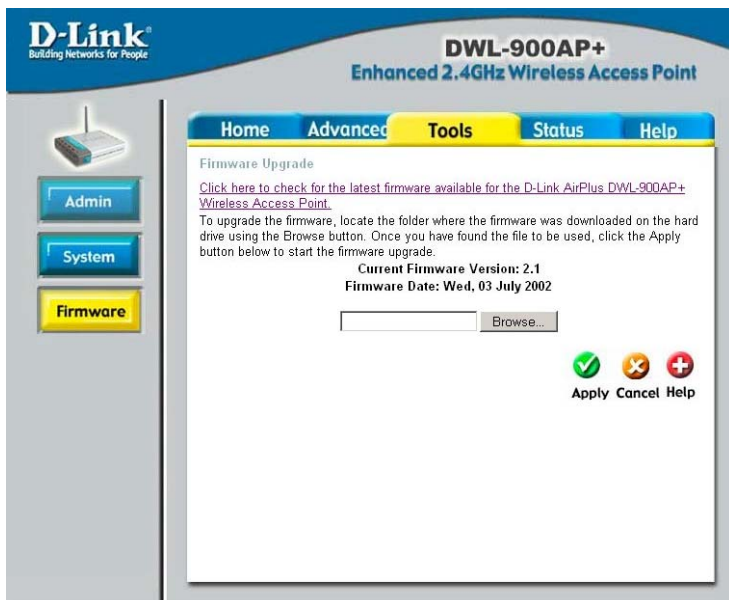 D-Link
Building Networks for People
DWL-900AP+
Enhanced 2.4GHz Wireless Access Point
Home Advanced Tools Status Help
Admin
System
Firmware
Firmware Upgrade
Click here to check for the latest firmware available for the D-Link AirPlus DWL-900AP+
Wireless Access Point.
To upgrade the firmware, locate the folder where the firmware was downloaded on the hard
drive using the Browse button. Once you have found the file to be used, click the Apply
button below to start the firmware upgrade.
Current Firmware Version: 2.1
Firmware Date: Wed, 03 July 2002
Browse...
Apply Cancel Help